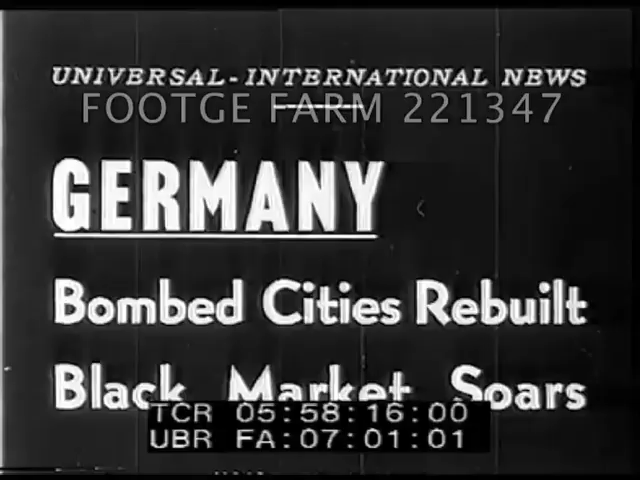 UNIVERSAL-INTERNATIONAL NEWS
FOOTGE FARM 221347
GERMANY
Bombed Cities Rebuilt
Black Market Soars
TCR 05:58:16:00
UBR FA:07:01:01